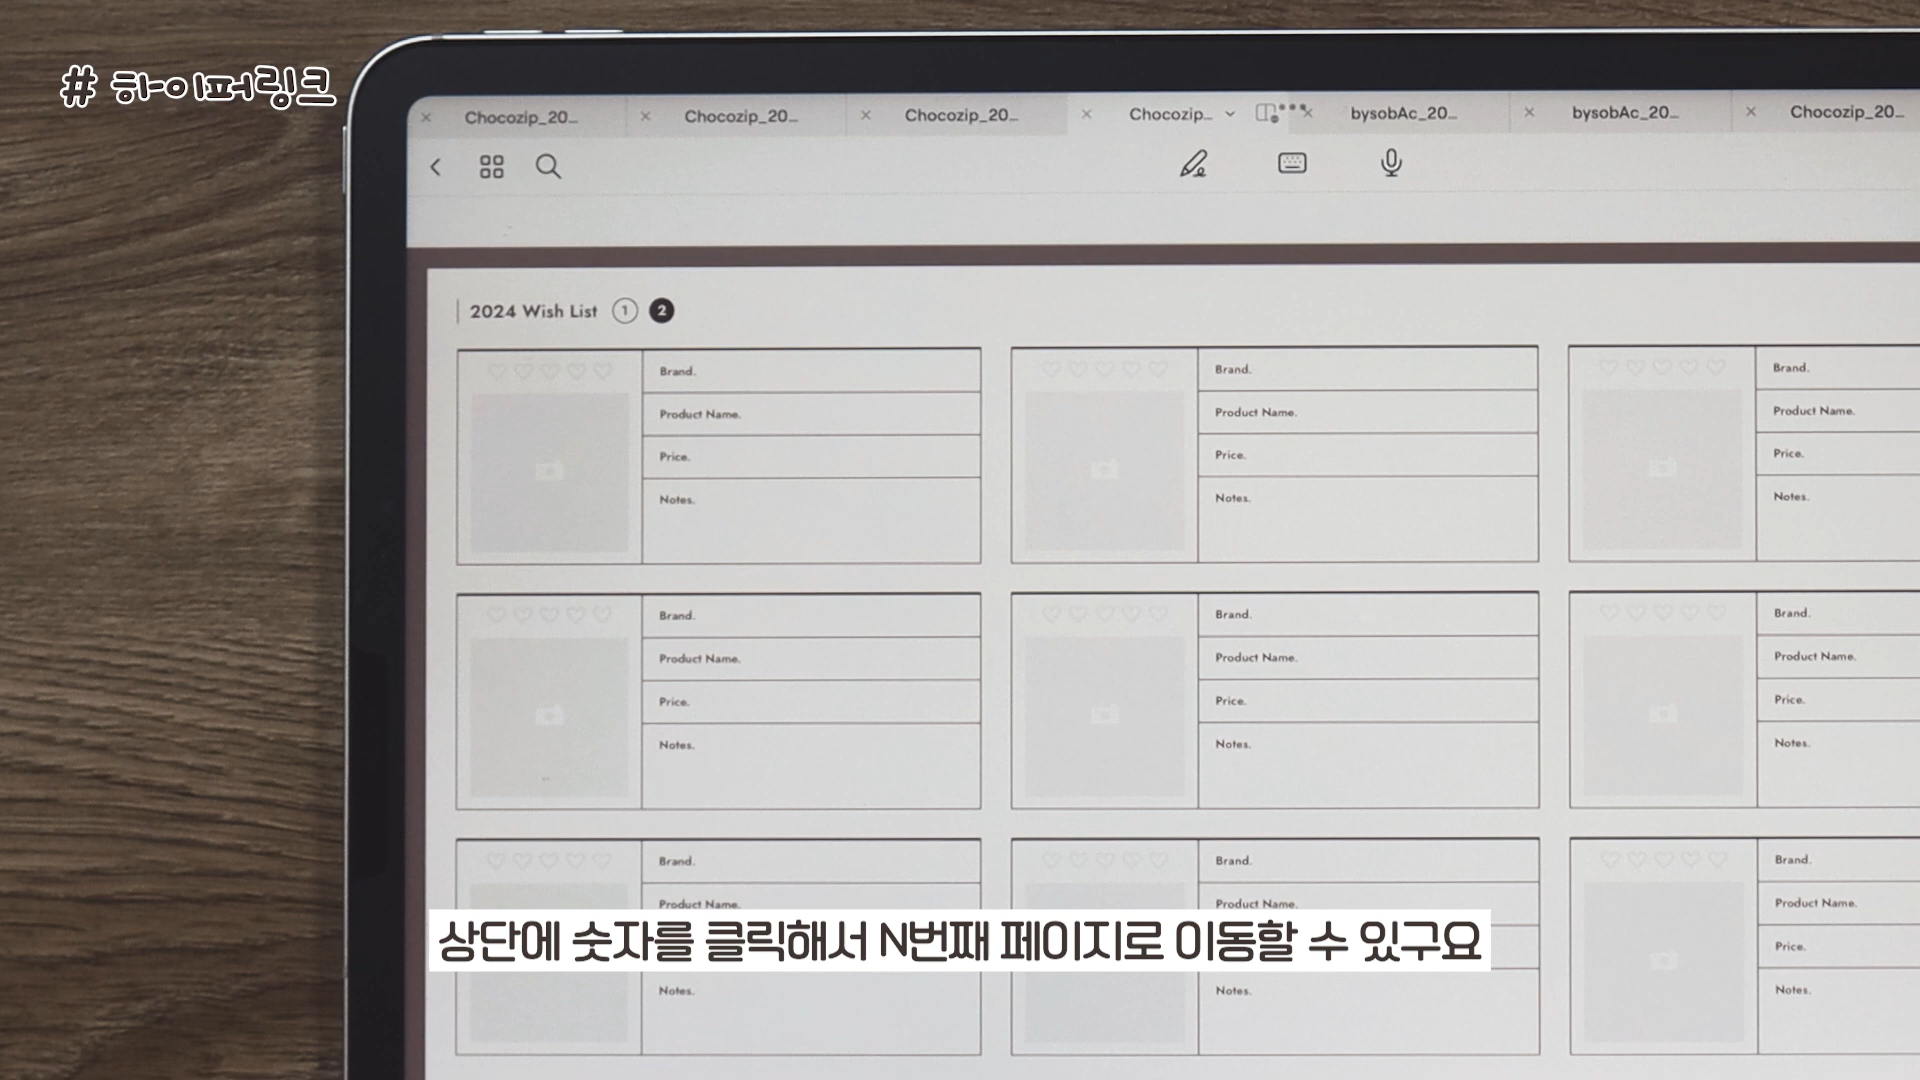 # 하이퍼링크
Chocozip_20... Chocozip_20... Chocozip_20... Chocozip... bysobAc_20... bysobAc_20... Chocozip_20...
2024 Wish List 1 2
Brand. Brand. Brand.
Product Name. Product Name. Product Name.
Price. Price. Price.
Notes. Notes. Notes.
Brand. Brand. Brand.
Product Name. Product Name. Product Name.
Price. Price. Price.
Notes. Notes. Notes.
Brand. Brand. Brand.
Product Name. Product Name. Product Name.
상단에 숫자를 클릭해서 N번째 페이지로 이동할 수 있구요
Price.
Notes. Notes. Notes.